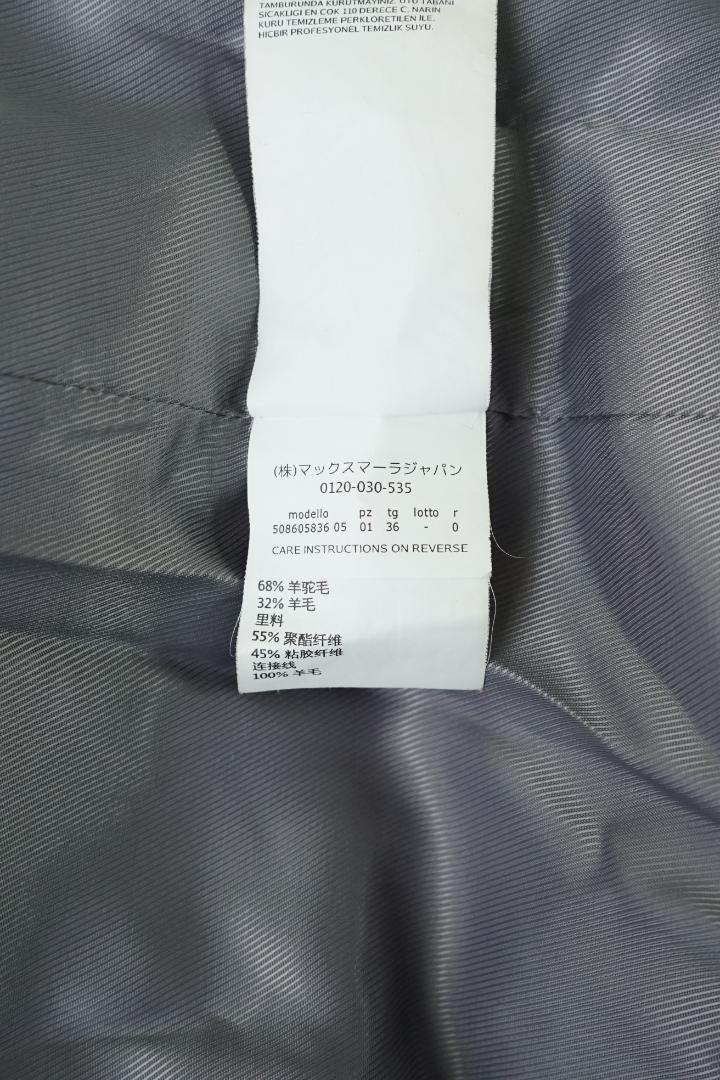 TAMBURUNDA KURUTMAYINIZ. ÜTÜ TABANI
SICAKLIGI EN COK 110 DERECE C. NARIN
KURU TEMIZLEME PERKLORETILEN ILE.
HICBIR PROFESYONEL TEMIZLIK SUYU.
(株)マックスマーラジャパン
0120-030-535
modello pz tg lotto r
508605836 05 01 36 - 0
CARE INSTRUCTIONS ON REVERSE
68% 羊驼毛
32% 羊毛
里料
55% 聚酯纤维
45% 粘胶纤维
连接线
100% 羊毛